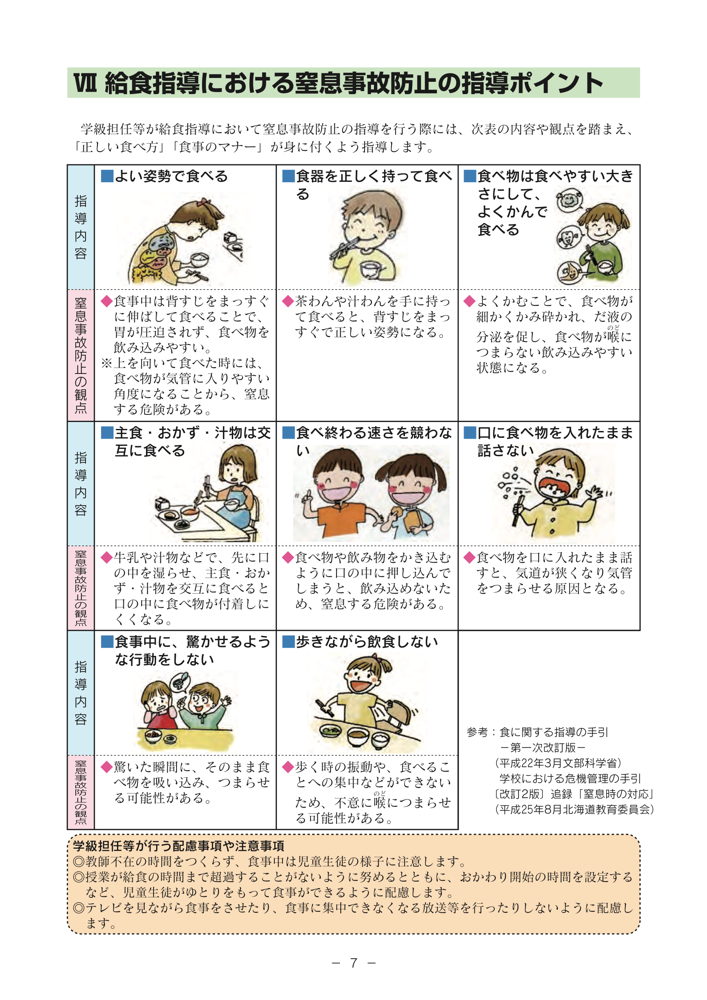 Ⅶ 給食指導における窒息事故防止の指導ポイント
学級担任等が給食指導において窒息事故防止の指導を行う際には、次表の内容や観点を踏まえ、
「正しい食べ方」「食事のマナー」が身に付くよう指導します。
指導内容
■よい姿勢で食べる
■食器を正しく持って食べ
る
■食べ物は食べやすい大き
さにして、
よくかんで
食べる
窒息事故防止の観点
◆食事中は背すじをまっすぐ
に伸ばして食べることで、
胃が圧迫されず、食べ物を
飲み込みやすい。
※上を向いて食べた時には、
食べ物が気管に入りやすい
角度になることから、窒息
する危険がある。
◆茶わんや汁わんを手に持っ
て食べると、背すじをまっ
すぐで正しい姿勢になる。
◆よくかむことで、食べ物が
細かくかみ砕かれ、だ液の
のど
分泌を促し、食べ物が喉に
つまらない飲み込みやすい
状態になる。
指導内容
■主食・おかず・汁物は交
互に食べる
■食べ終わる速さを競わな
い
■口に食べ物を入れたまま
話さない
窒息事故防止の観点
◆牛乳や汁物などで、先に口
の中を湿らせ、主食・おか
ず・汁物を交互に食べると
口の中に食べ物が付着しに
くくなる。
◆食べ物や飲み物をかき込む
ように口の中に押し込んで
しまうと、飲み込めないた
め、窒息する危険がある。
◆食べ物を口に入れたまま話
すと、気道が狭くなり気管
をつまらせる原因となる。
指導内容
■食事中に、驚かせるよう
な行動をしない
■歩きながら飲食しない
窒息事故防止の観点
◆驚いた瞬間に、そのまま食
べ物を吸い込み、つまらせ
る可能性がある。
◆歩く時の振動や、食べるこ
とへの集中などができない
のど
ため、不意に喉につまらせ
る可能性がある。
参考：食に関する指導の手引
－第一次改訂版－
（平成22年3月文部科学省）
学校における危機管理の手引
〔改訂2版〕追録「窒息時の対応」
（平成25年8月北海道教育委員会）
学級担任等が行う配慮事項や注意事項
◎教師不在の時間をつくらず、食事中は児童生徒の様子に注意します。
◎授業が給食の時間まで超過することがないように努めるとともに、おかわり開始の時間を設定する
など、児童生徒がゆとりをもって食事ができるように配慮します。
◎テレビを見ながら食事をさせたり、食事に集中できなくなる放送等を行ったりしないように配慮し
ます。
－ 7 －